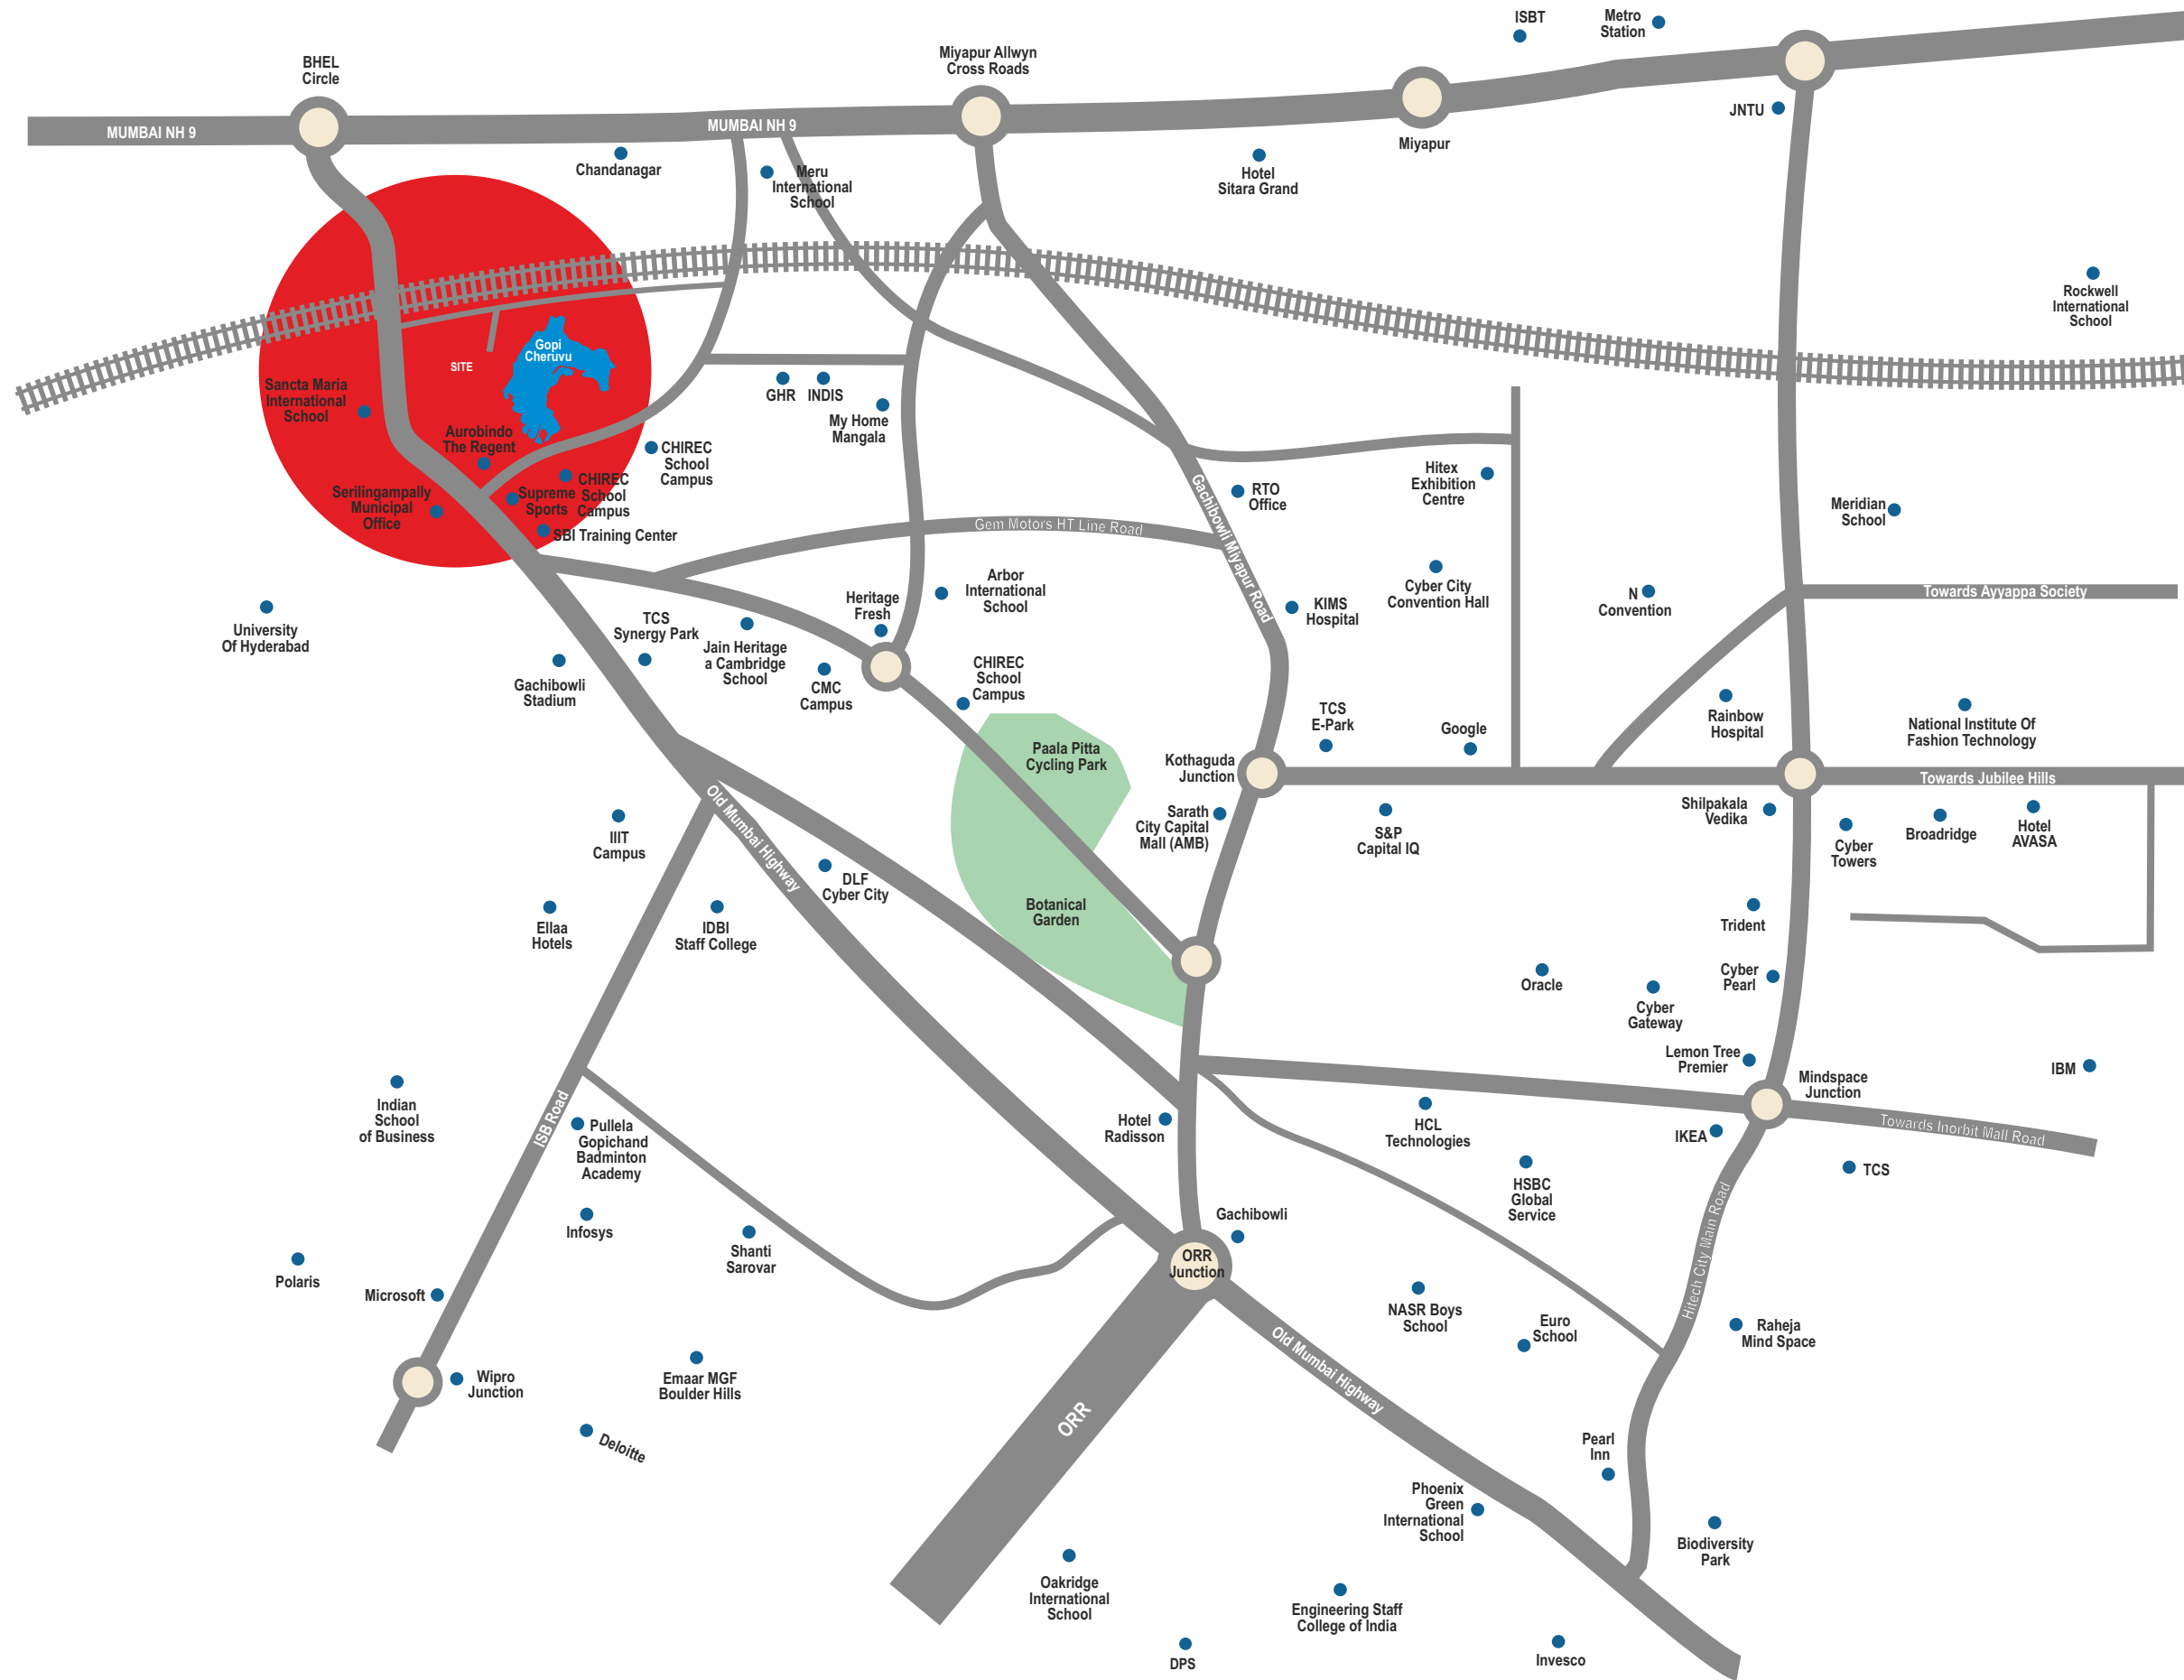 ISBT
Metro
Station
BHEL
Circle
Miyapur Allwyn
Cross Roads
MUMBAI NH 9
MUMBAI NH 9
JNTU
Miyapur
Chandanagar
Meru
International
School
Hotel
Sitara Grand
Rockwell
International
School
Gopi
Cheruvu
SITE
Sancta Maria
International
School
GHR
INDIS
My Home
Mangala
Aurobindo
The Regent
CHIREC
School
Campus
CHIREC
School
Campus
Supreme
Sports
Serilingampally
Municipal
Office
SBI Training Center
Gem Motors HT Line Road
Gachibowli Miyapur Road
RTO
Office
Hitex
Exhibition
Centre
Meridian
School
Cyber City
Convention Hall
N
Convention
Towards Ayyappa Society
Arbor
International
School
Heritage
Fresh
KIMS
Hospital
University
Of Hyderabad
TCS
Synergy Park
Jain Heritage
a Cambridge
School
CMC
Campus
CHIREC
School
Campus
Gachibowli
Stadium
TCS
E-Park
Google
Rainbow
Hospital
National Institute Of
Fashion Technology
Paala Pitta
Cycling Park
Kothaguda
Junction
Towards Jubilee Hills
Old Mumbai Highway
Sarath
City Capital
Mall (AMB)
S&P
Capital IQ
Shilpakala
Vedika
Cyber
Towers
Broadridge
Hotel
AVASA
IIIT
Campus
DLF
Cyber City
Ellaa
Hotels
IDBI
Staff College
Botanical
Garden
Trident
Oracle
Cyber
Pearl
Cyber
Gateway
Lemon Tree
Premier
IBM
Mindspace
Junction
Indian
School
of Business
ISB Road
Pullela
Gopichand
Badminton
Academy
Hotel
Radisson
HCL
Technologies
IKEA
Towards Inorbit Mall Road
TCS
HSBC
Global
Service
Infosys
Shanti
Sarovar
Gachibowli
ORR
Junction
Hitech City Main Road
Polaris
Microsoft
NASR Boys
School
Euro
School
Raheja
Mind Space
Wipro
Junction
Emaar MGF
Boulder Hills
Old Mumbai Highway
ORR
Deloitte
Pearl
Inn
Phoenix
Green
International
School
Biodiversity
Park
Oakridge
International
School
Engineering Staff
College of India
DPS
Invesco